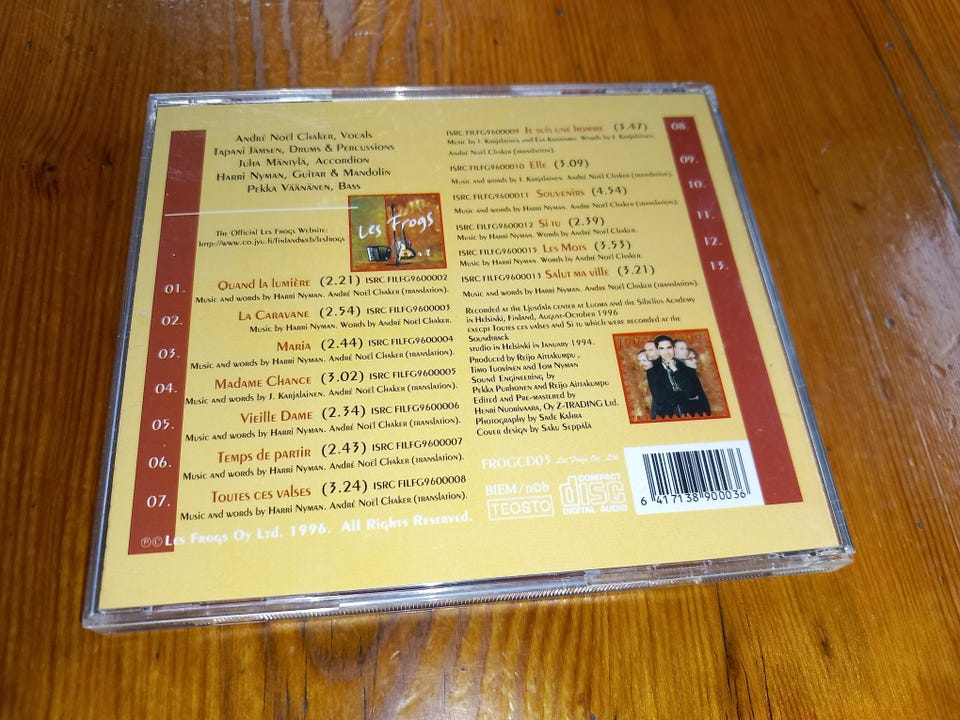 André Noël Chaker, Vocals
Tapani Jämsen, Drums & Percussions
Juha Mäntylä, Accordion
Harri Nyman, Guitar & Mandolin
Pekka Väänänen, Bass
The Official Les Frogs Website:
http://www.co.jyu.fi/finlandweb/lesfrogs
Les Frogs
01. Quand la lumière (2.21) ISRC FILFG9600002
Music and words by Harri Nyman. André Noël Chaker (translation).
02. La Caravane (2.54) ISRC FILFG9600003
Music by Harri Nyman. Words by André Noël Chaker.
03. Maria (2.44) ISRC FILFG9600004
Music and words by Harri Nyman. André Noël Chaker (translation).
04. Madame Chance (3.02) ISRC FILFG9600005
Music and words by J. Karjalainen. André Noël Chaker (translation).
05. Vieille Dame (2.34) ISRC FILFG9600006
Music and words by Harri Nyman. André Noël Chaker (translation).
06. Temps de partir (2.43) ISRC FILFG9600007
Music and words by Harri Nyman. André Noël Chaker (translation).
07. Toutes ces valses (3.24) ISRC FILFG9600008
Music and words by Harri Nyman. André Noël Chaker (translation).
ISRC FILFG9600009 Je suis une homme (3.47) 08.
Music by J. Karjalainen and Esa Kaartamo. Words by J. Karjalainen.
André Noël Chaker (translation).
ISRC FILFG9600010 Elle (3.09) 09.
Music and words by J. Karjalainen. André Noël Chaker (translation).
ISRC FILFG9600011 Souvenirs (4.54) 10.
Music and words by Harri Nyman. André Noël Chaker (translation).
ISRC FILFG9600012 Si tu (2.39) 11.
Music by Harri Nyman. Words by André Noël Chaker.
ISRC FILFG9600015 Les Mots (3.53) 12.
Music by Harri Nyman. Words by André Noël Chaker.
ISRC FILFG9600013 Salut ma ville (3.21) 13.
Music and words by Harri Nyman. André Noël Chaker (translation).
Recorded at the Ljusdala center at Luoma and the Sibelius Academy
in Helsinki, Finland, August-October 1996
except Toutes ces valses and Si tu which were recorded at the
Soundtrack
studio in Helsinki in January 1994.
Produced by Reijo Aittakumpu,
Timo Tuovinen and Tom Nyman
Sound Engineering by
Pekka Purhonen and Reijo Aittakumpu
Edited and Pre-mastered by
Henri Nuorivaara, Oy Z-TRADING Ltd.
Photography by Sade Kahra
Cover design by Saku Seppälä
FROGCD03 Les Frogs Oy. Ltd.
BIEM / n©b
TEOSTO
COMPACT
disc
DIGITAL AUDIO
6 417138 900036
℗© Les Frogs Oy Ltd. 1996. All Rights Reserved.